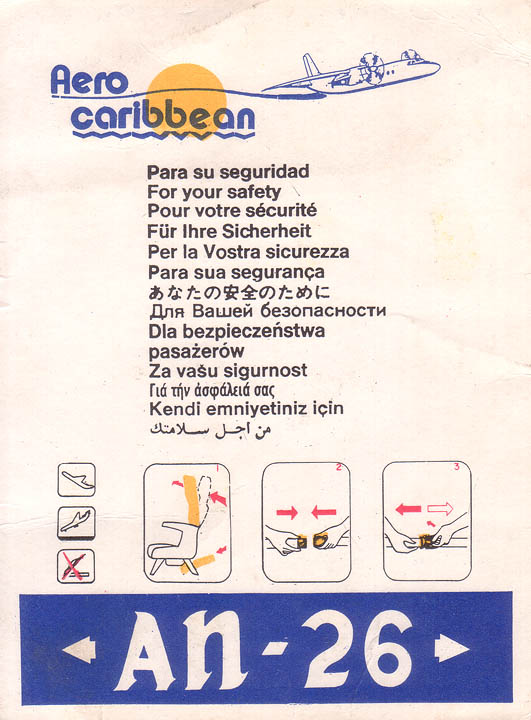 Aero
caribbean
Para su seguridad
For your safety
Pour votre sécurité
Für Ihre Sicherheit
Per la Vostra sicurezza
Para sua segurança
あなたの安全のために
Для Вашей безопасности
Dla bezpieczeństwa
pasażerów
Za vašu sigurnost
Γιά τήν ἀσφάλειά σας
Kendi emniyetiniz için
من اجل سلامتك
1 2 3
AN-26